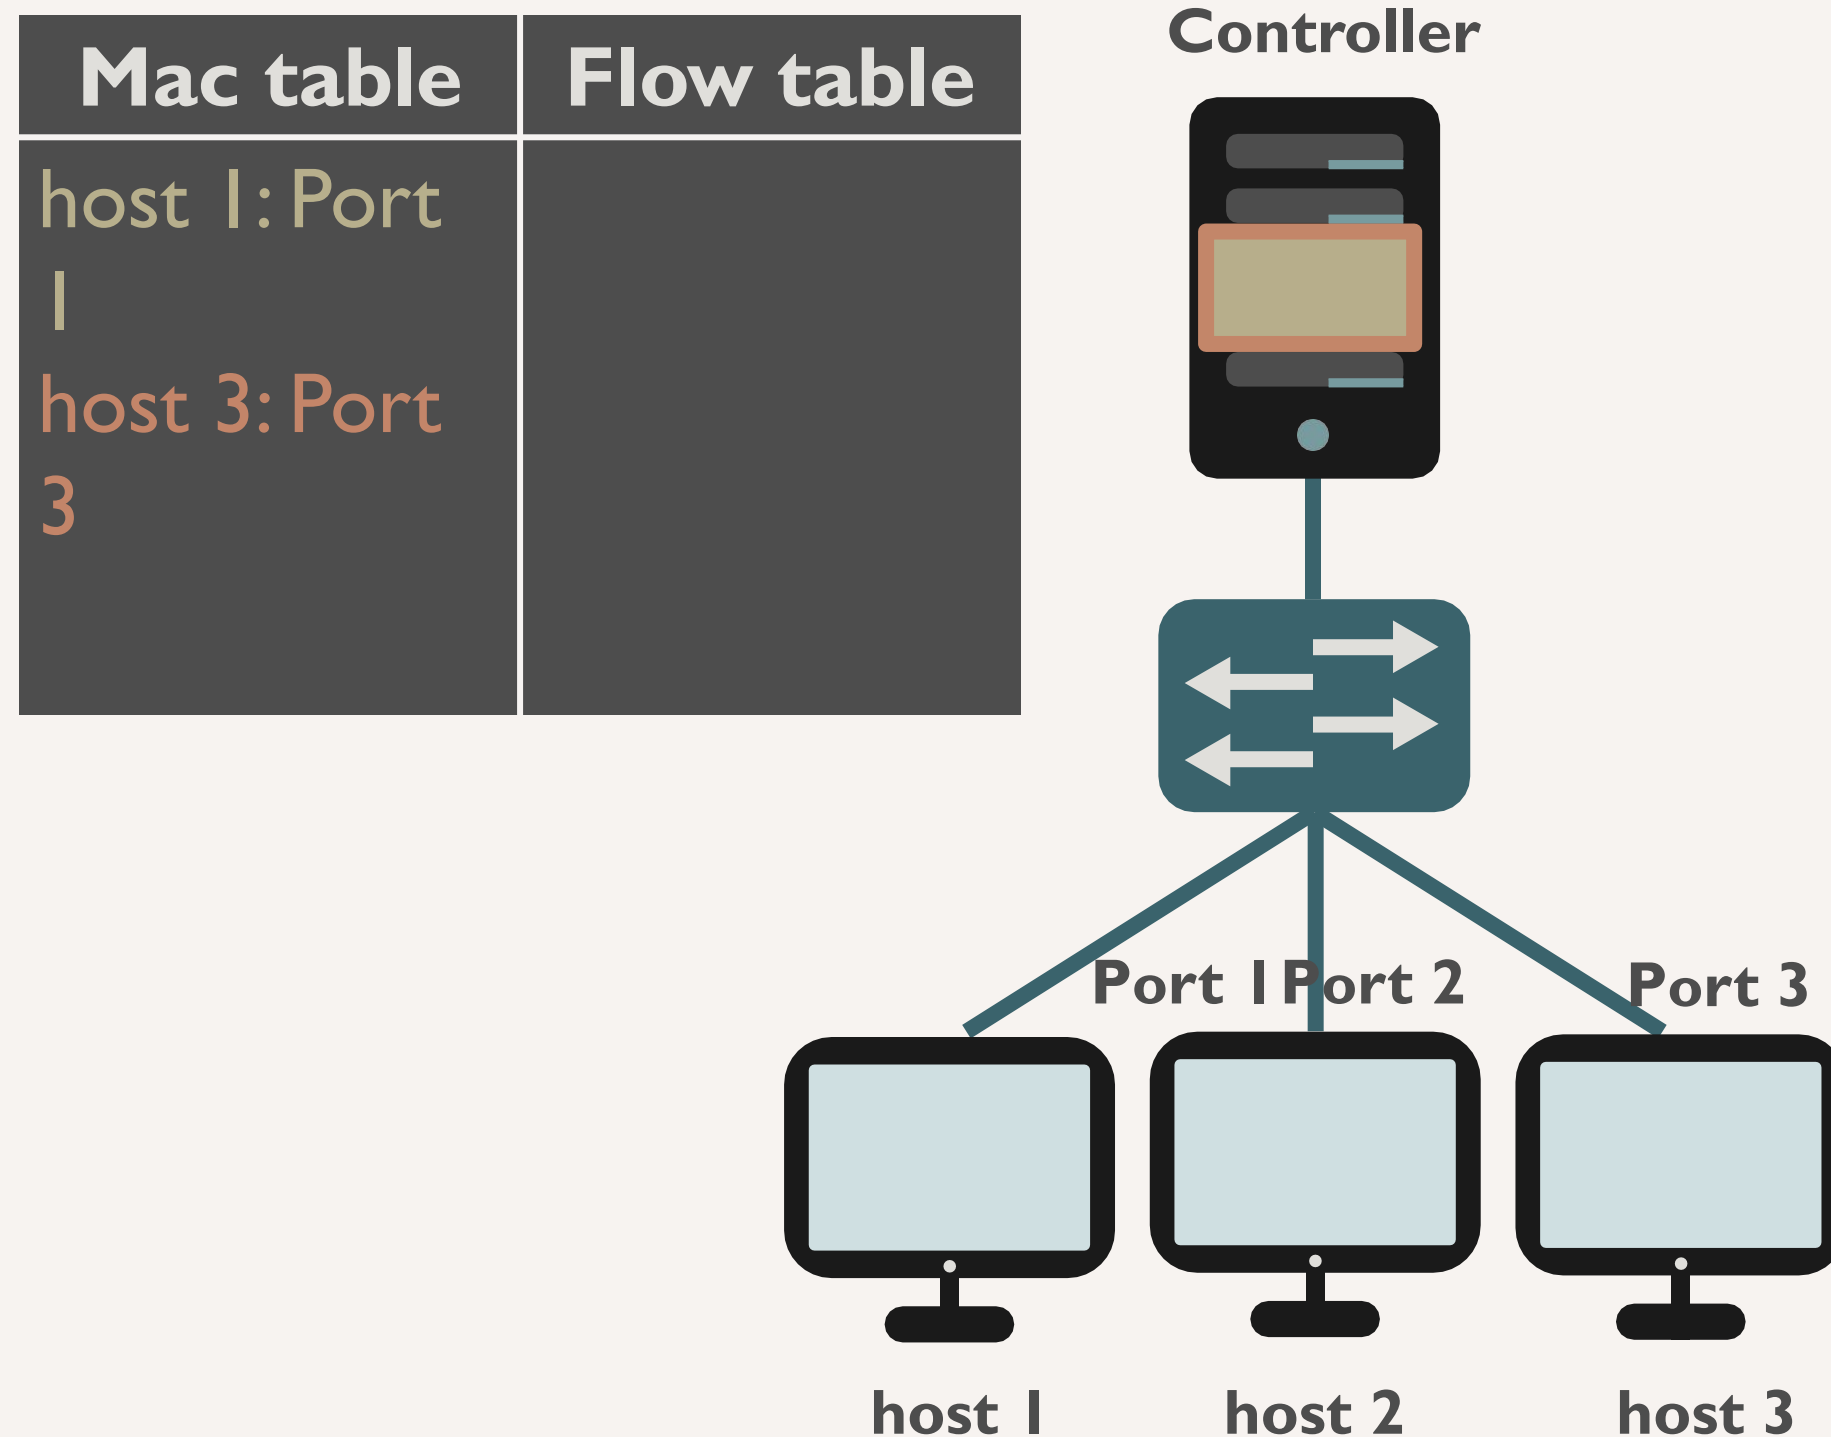 Controller
Mac table
Flow table
host 1: Port
1
host 3: Port
3
Port 1
Port 2
Port 3
host 1
host 2
host 3